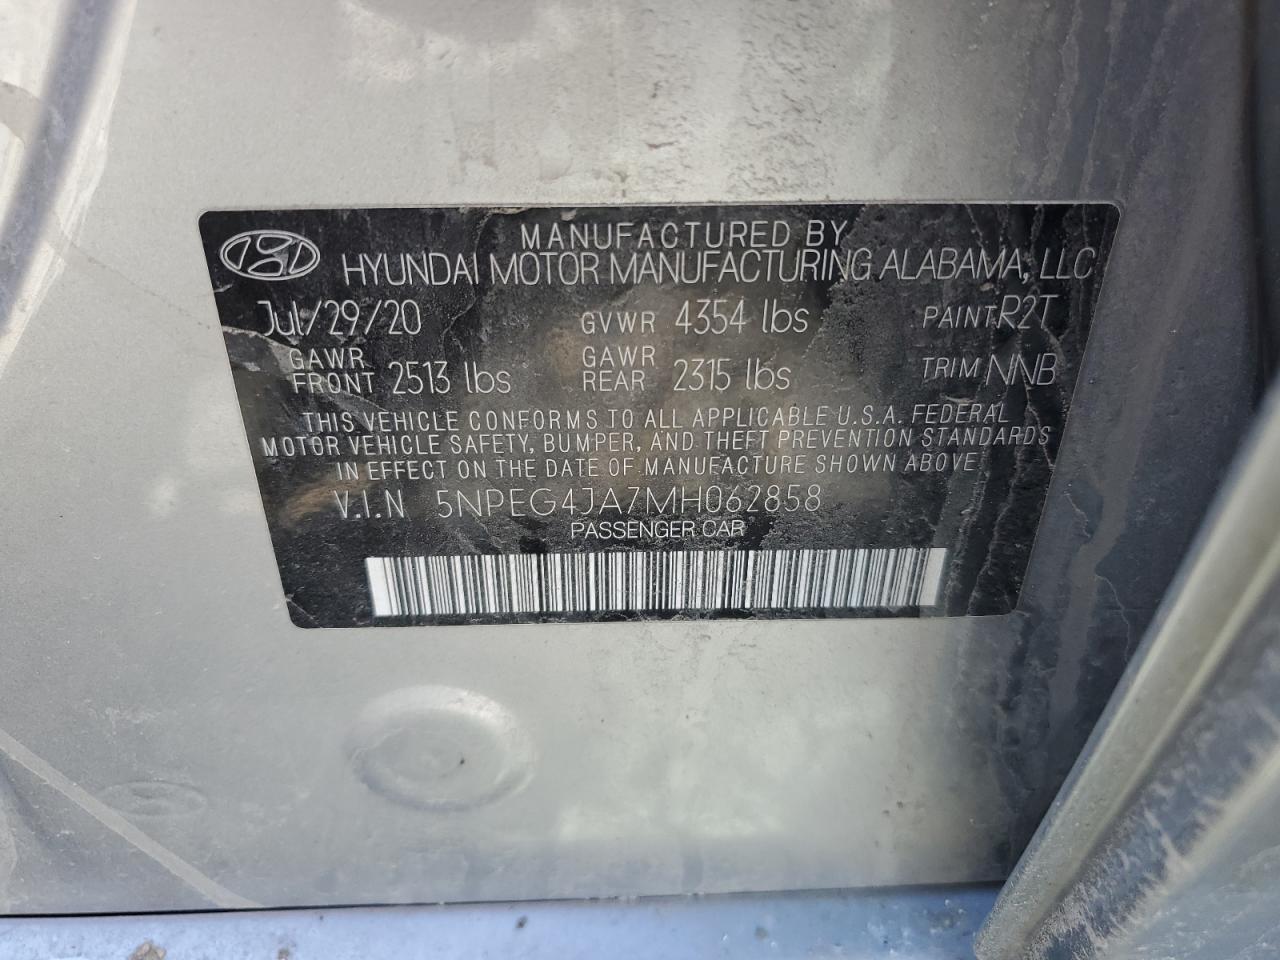 MANUFACTURED BY
HYUNDAI MOTOR MANUFACTURING ALABAMA, LLC
Jul/29/20 GVWR 4354 lbs PAINT R2T
GAWR FRONT 2513 lbs GAWR REAR 2315 lbs TRIM NNB
THIS VEHICLE CONFORMS TO ALL APPLICABLE U.S.A. FEDERAL
MOTOR VEHICLE SAFETY, BUMPER, AND THEFT PREVENTION STANDARDS
IN EFFECT ON THE DATE OF MANUFACTURE SHOWN ABOVE
V.I.N 5NPEG4JA7MH062858
PASSENGER CAR